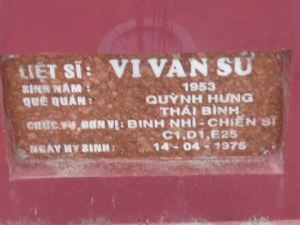 LIỆT SĨ: VI VĂN SỬ
SINH NĂM: 1953
QUÊ QUÁN: QUỲNH HƯNG
THÁI BÌNH
CHỨC VỤ, ĐƠN VỊ: BINH NHÌ - CHIẾN SĨ
C1, D1, E25
NGÀY HY SINH: 14 - 04 - 1975